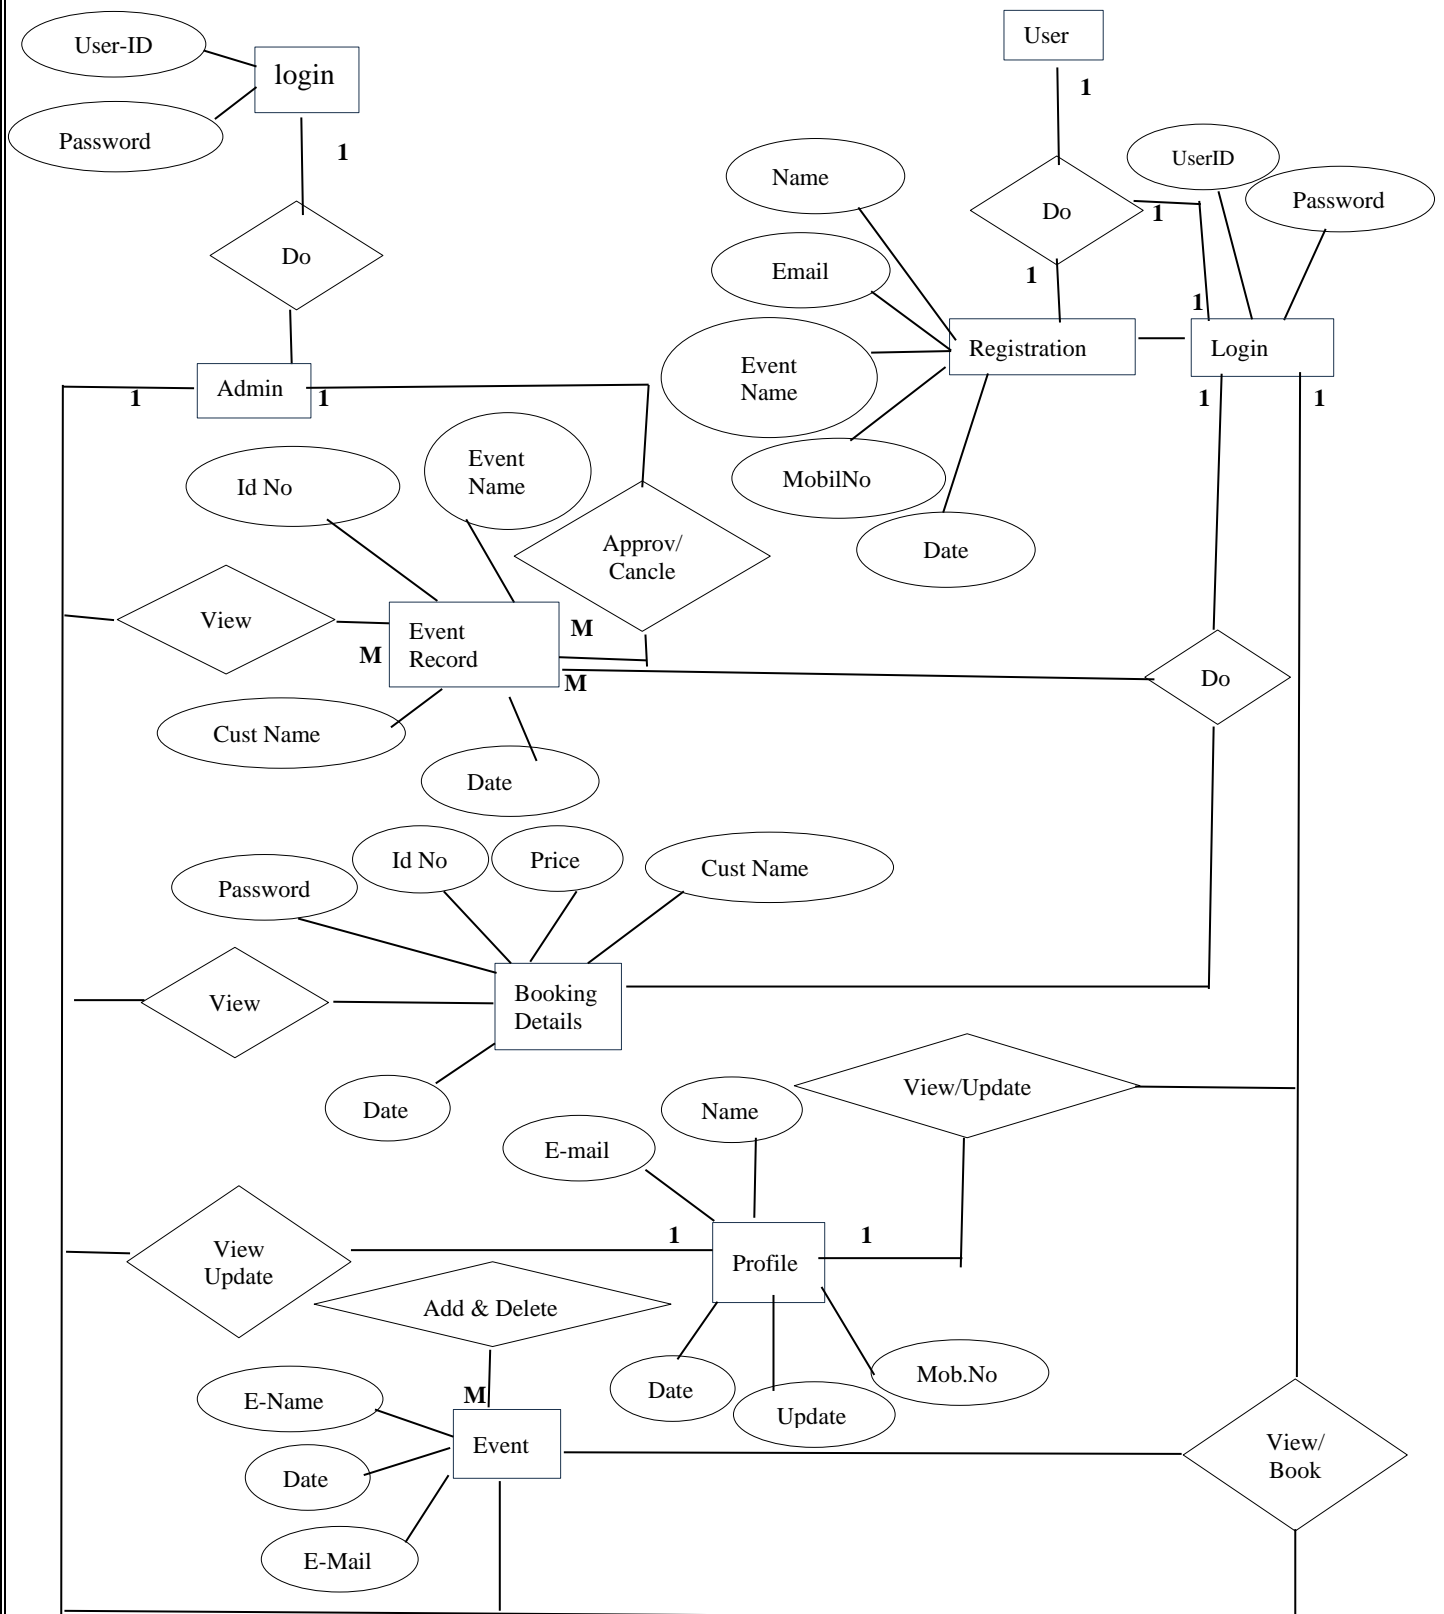 User-ID
login
Password
1
Do
Admin
1
1
User
1
Do
1
1
1
UserID
Password
Name
Email
Event
Name
MobilNo
Date
Registration
Login
1
1
Id No
Event
Name
Approv/
Cancle
View
Event
Record
M
M
M
Do
Cust Name
Date
Password
Id No
Price
Cust Name
View
Booking
Details
Date
View/Update
Name
E-mail
View
Update
1
Profile
1
Add & Delete
Date
Update
Mob.No
M
E-Name
Event
Date
E-Mail
View/
Book